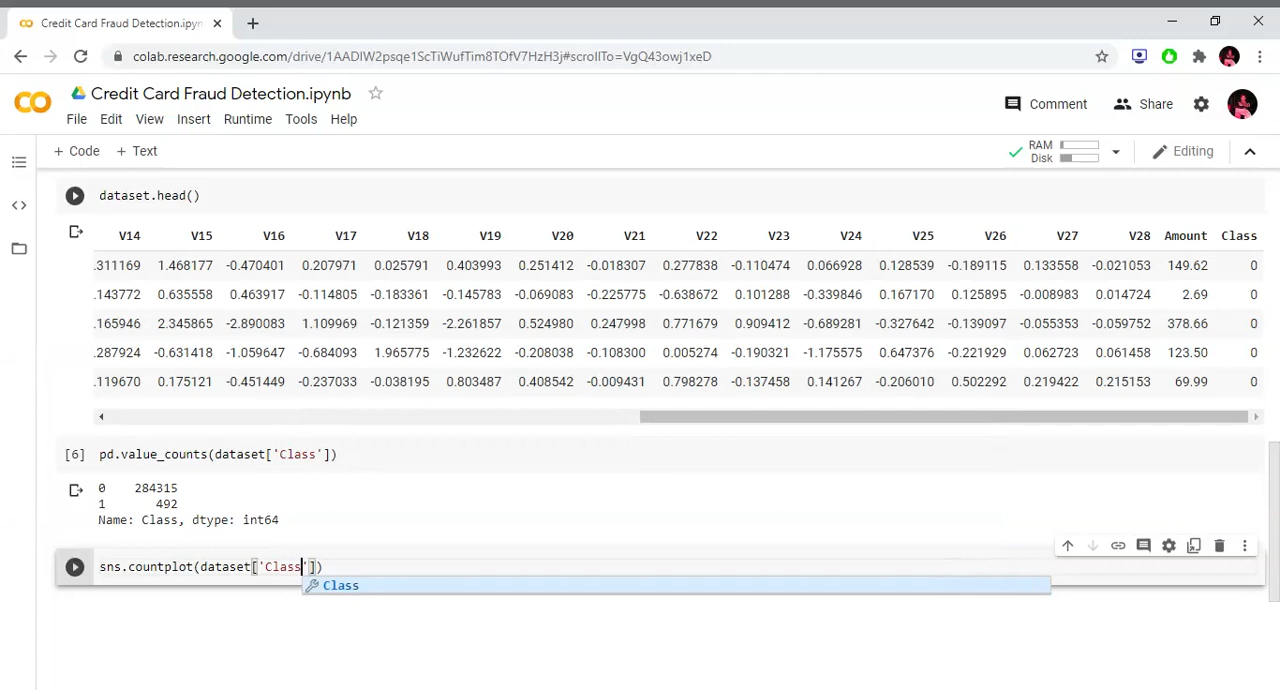 Credit Card Fraud Detection.ipynb
colab.research.google.com/drive/1AADIW2psqe1ScTiWufTim8TOfV7HzH3j#scrollTo=VgQ43owj1xeD
Credit Card Fraud Detection.ipynb
Comment Share
File Edit View Insert Runtime Tools Help
+ Code + Text RAM Disk Editing
dataset.head()
V14 V15 V16 V17 V18 V19 V20 V21 V22 V23 V24 V25 V26 V27 V28 Amount Class
.311169 1.468177 -0.470401 0.207971 0.025791 0.403993 0.251412 -0.018307 0.277838 -0.110474 0.066928 0.128539 -0.189115 0.133558 -0.021053 149.62 0
.143772 0.635558 0.463917 -0.114805 -0.183361 -0.145783 -0.069083 -0.225775 -0.638672 0.101288 -0.339846 0.167170 0.125895 -0.008983 0.014724 2.69 0
.165946 2.345865 -2.890083 1.109969 -0.121359 -2.261857 0.524980 0.247998 0.771679 0.909412 -0.689281 -0.327642 -0.139097 -0.055353 -0.059752 378.66 0
.287924 -0.631418 -1.059647 -0.684093 1.965775 -1.232622 -0.208038 -0.108300 0.005274 -0.190321 -1.175575 0.647376 -0.221929 0.062723 0.061458 123.50 0
.119670 0.175121 -0.451449 -0.237033 -0.038195 0.803487 0.408542 -0.009431 0.798278 -0.137458 0.141267 -0.206010 0.502292 0.219422 0.215153 69.99 0
[6] pd.value_counts(dataset['Class'])
0 284315
1 492
Name: Class, dtype: int64
sns.countplot(dataset['Class'])
Class